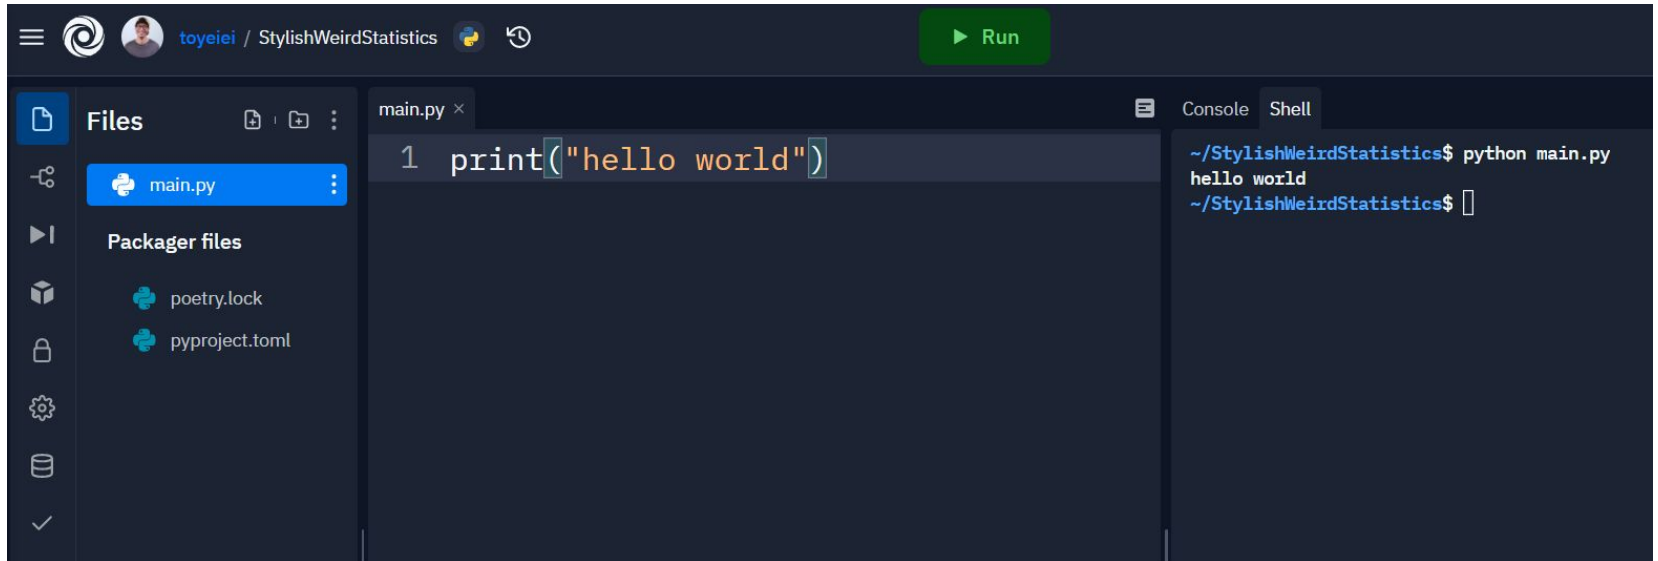 toyeiei / StylishWeirdStatistics
Run
Files
main.py
Packager files
poetry.lock
pyproject.toml
main.py ×
1 print("hello world")
Console Shell
~/StylishWeirdStatistics$ python main.py
hello world
~/StylishWeirdStatistics$